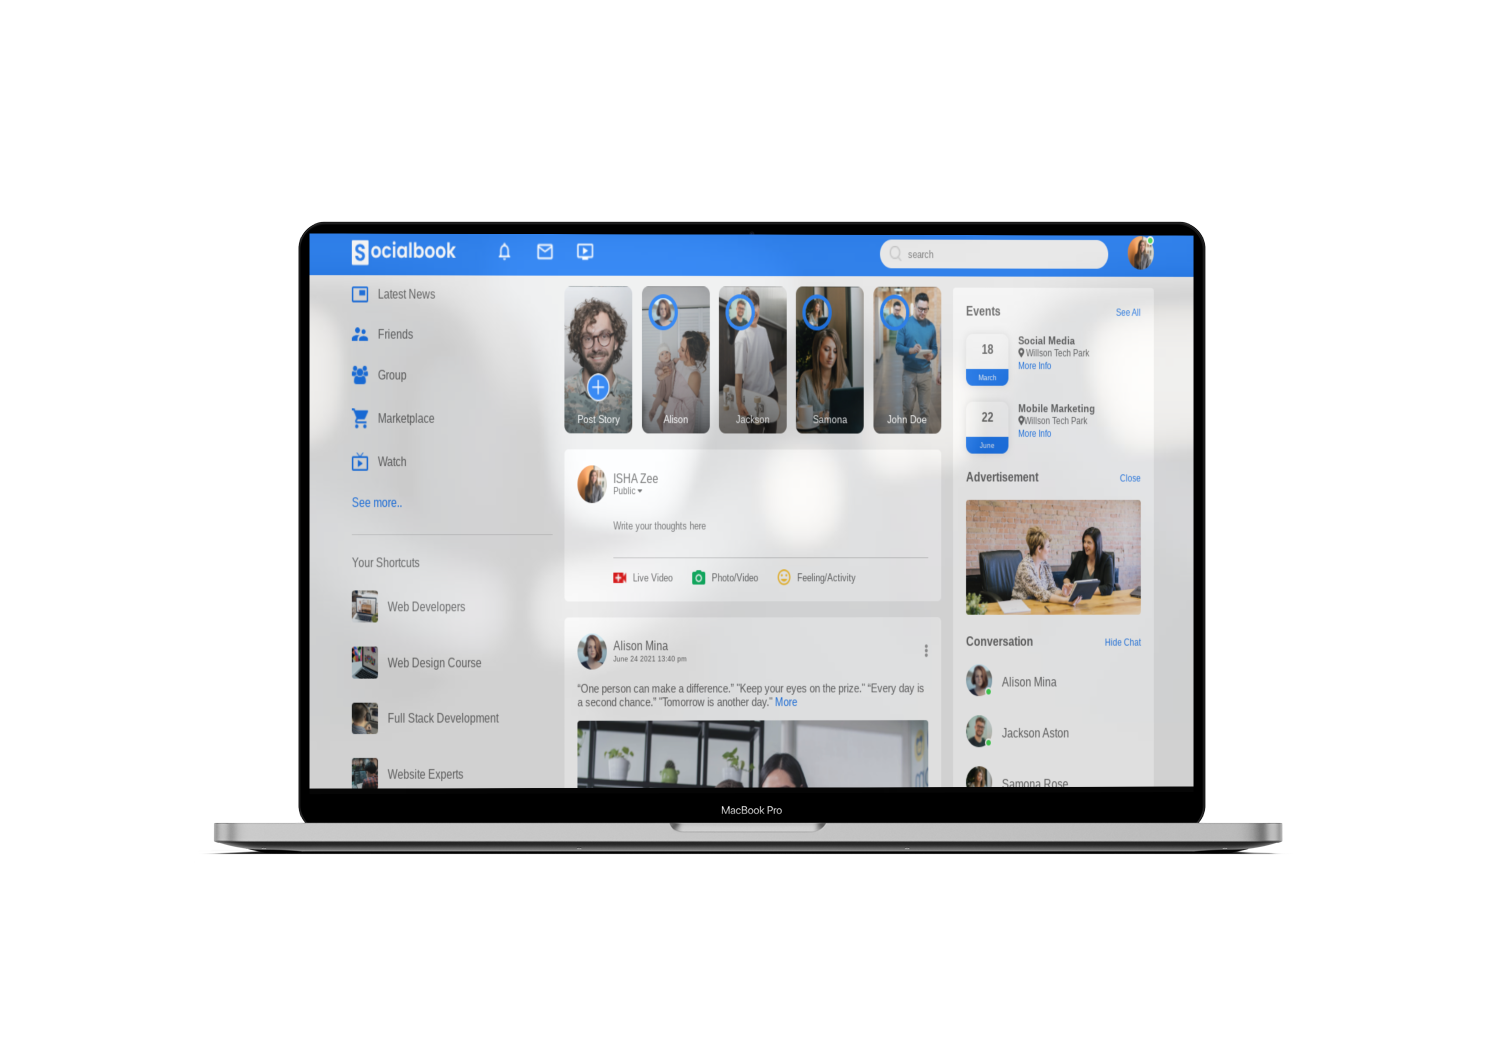 Socialbook
search
Latest News
Friends
Group
Marketplace
Watch
See more..
Your Shortcuts
Web Developers
Web Design Course
Full Stack Development
Website Experts
Post Story
Alison
Jackson
Samona
John Doe
ISHA Zee
Public
Write your thoughts here
Live Video
Photo/Video
Feeling/Activity
Alison Mina
June 24 2021 13:40 pm
“One person can make a difference.” "Keep your eyes on the prize." “Every day is
a second chance.” "Tomorrow is another day." More
Events
See All
18
March
Social Media
Willson Tech Park
More Info
22
June
Mobile Marketing
Willson Tech Park
More Info
Advertisement
Close
Conversation
Hide Chat
Alison Mina
Jackson Aston
Samona Rose
MacBook Pro